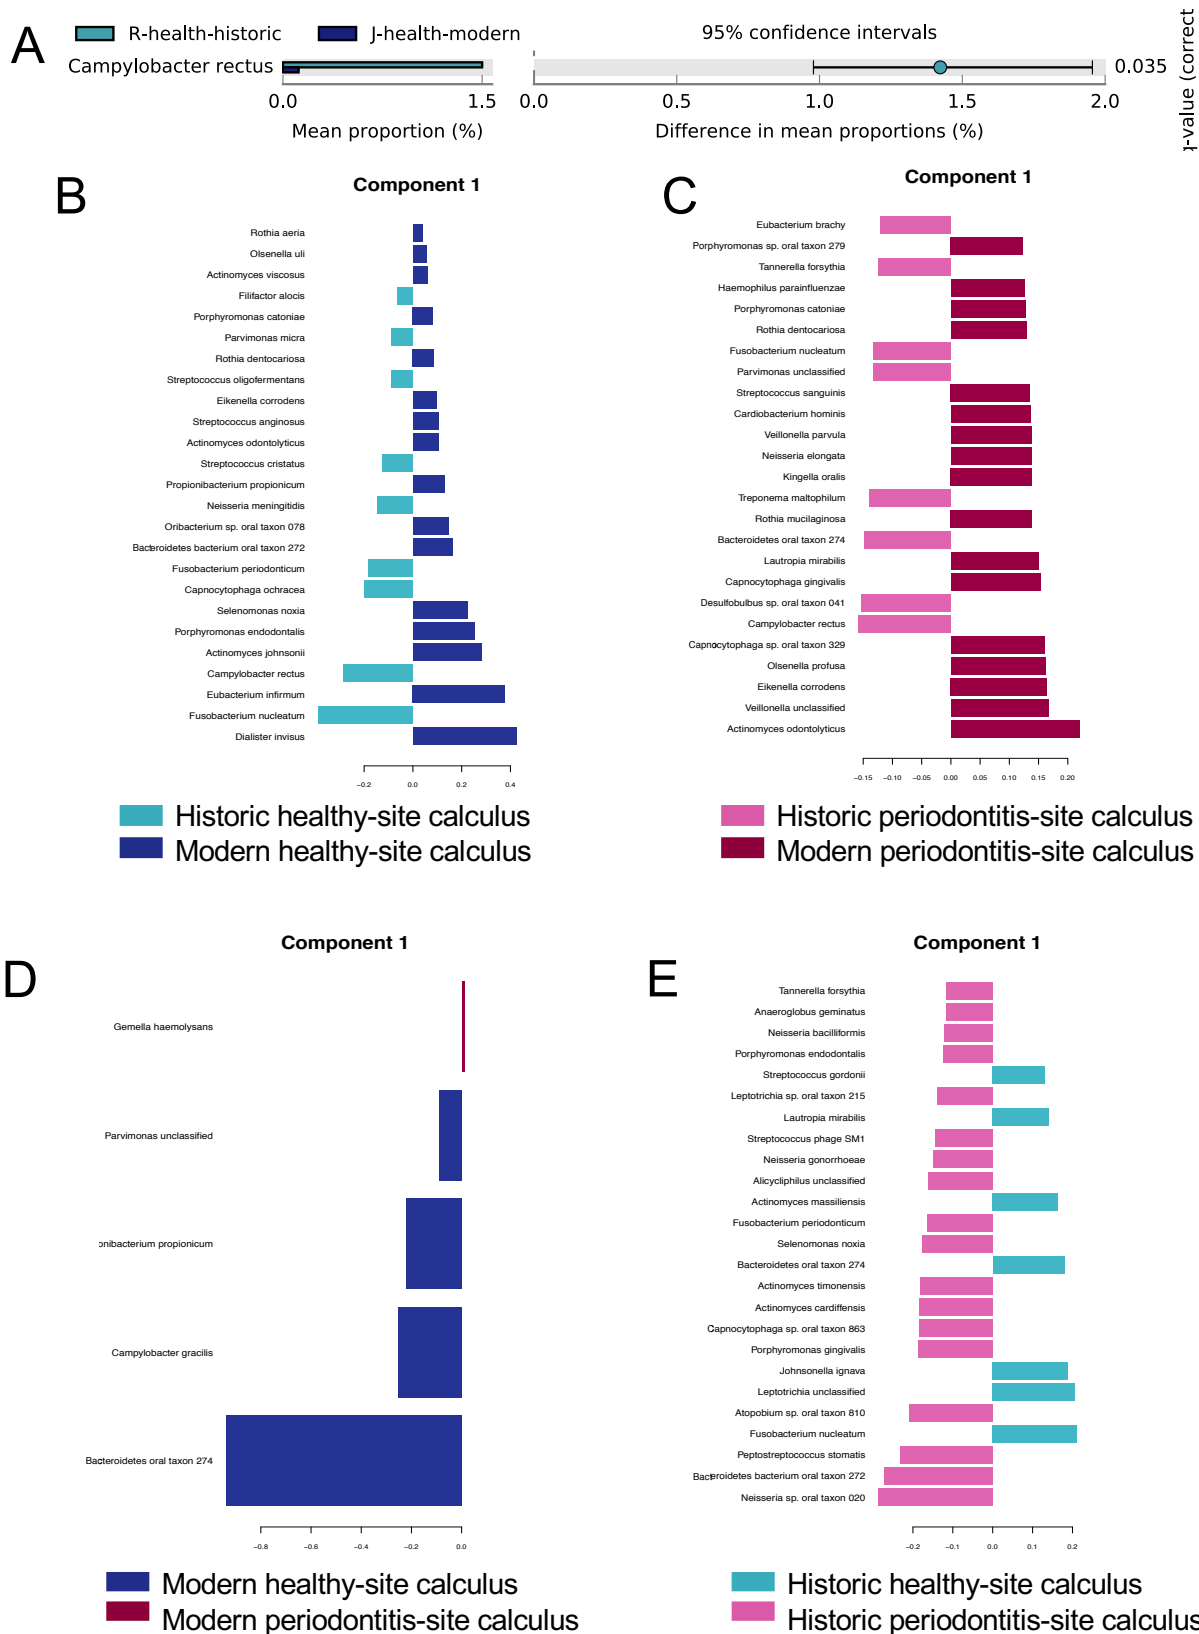 A
R-health-historic J-health-modern
95% confidence intervals
Campylobacter rectus
0.035
0.0 1.5
0.0 0.5 1.0 1.5 2.0
Mean proportion (%)
Difference in mean proportions (%)
q-value (correct
B
Component 1
Rothia aeria
Olsenella uli
Actinomyces viscosus
Filifactor alocis
Porphyromonas catoniae
Parvimonas micra
Rothia dentocariosa
Streptococcus oligofermentans
Eikenella corrodens
Streptococcus anginosus
Actinomyces odontolyticus
Streptococcus cristatus
Propionibacterium propionicum
Neisseria meningitidis
Oribacterium sp. oral taxon 078
Bacteroidetes bacterium oral taxon 272
Fusobacterium periodonticum
Capnocytophaga ochracea
Selenomonas noxia
Porphyromonas endodontalis
Actinomyces johnsonii
Campylobacter rectus
Eubacterium infirmum
Fusobacterium nucleatum
Dialister invisus
−0.2 0.0 0.2 0.4
Historic healthy-site calculus
Modern healthy-site calculus
C
Component 1
Eubacterium brachy
Porphyromonas sp. oral taxon 279
Tannerella forsythia
Haemophilus parainfluenzae
Porphyromonas catoniae
Rothia dentocariosa
Fusobacterium nucleatum
Parvimonas unclassified
Streptococcus sanguinis
Cardiobacterium hominis
Veillonella parvula
Neisseria elongata
Kingella oralis
Treponema maltophilum
Rothia mucilaginosa
Bacteroidetes oral taxon 274
Lautropia mirabilis
Capnocytophaga gingivalis
Desulfobulbus sp. oral taxon 041
Campylobacter rectus
Capnocytophaga sp. oral taxon 329
Olsenella profusa
Eikenella corrodens
Veillonella unclassified
Actinomyces odontolyticus
−0.15 −0.10 −0.05 0.00 0.05 0.10 0.15 0.20
Historic periodontitis-site calculus
Modern periodontitis-site calculus
D
Component 1
Gemella haemolysans
Parvimonas unclassified
onibacterium propionicum
Campylobacter gracilis
Bacteroidetes oral taxon 274
−0.8 −0.6 −0.4 −0.2 0.0
Modern healthy-site calculus
Modern periodontitis-site calculus
E
Component 1
Tannerella forsythia
Anaeroglobus geminatus
Neisseria bacilliformis
Porphyromonas endodontalis
Streptococcus gordonii
Leptotrichia sp. oral taxon 215
Lautropia mirabilis
Streptococcus phage SM1
Neisseria gonorrhoeae
Alicycliphilus unclassified
Actinomyces massiliensis
Fusobacterium periodonticum
Selenomonas noxia
Bacteroidetes oral taxon 274
Actinomyces timonensis
Actinomyces cardiffensis
Capnocytophaga sp. oral taxon 863
Porphyromonas gingivalis
Johnsonella ignava
Leptotrichia unclassified
Atopobium sp. oral taxon 810
Fusobacterium nucleatum
Peptostreptococcus stomatis
Bacteroidetes bacterium oral taxon 272
Neisseria sp. oral taxon 020
−0.2 −0.1 0.0 0.1 0.2
Historic healthy-site calculus
Historic periodontitis-site calculus